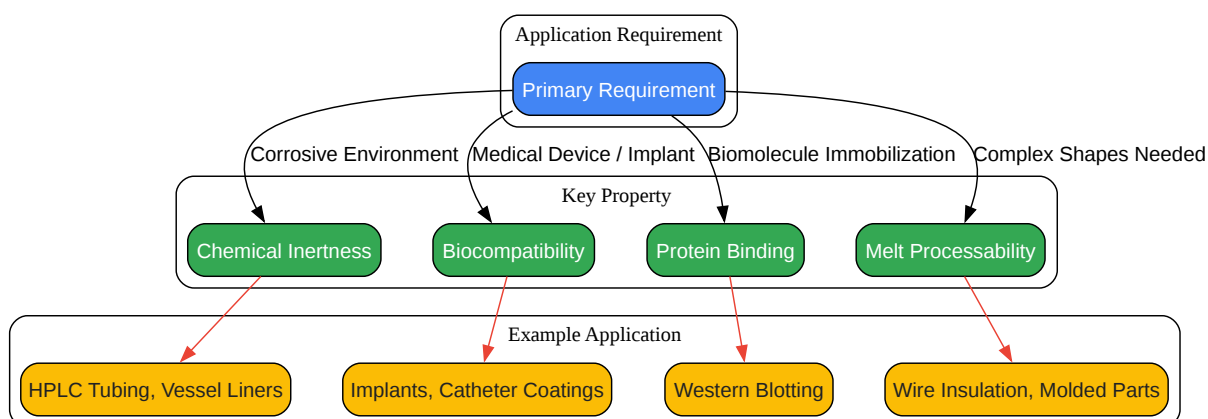 Application Requirement
Primary Requirement
Corrosive Environment
Medical Device / Implant
Biomolecule Immobilization
Complex Shapes Needed
Key Property
Chemical Inertness
Biocompatibility
Protein Binding
Melt Processability
Example Application
HPLC Tubing, Vessel Liners
Implants, Catheter Coatings
Western Blotting
Wire Insulation, Molded Parts